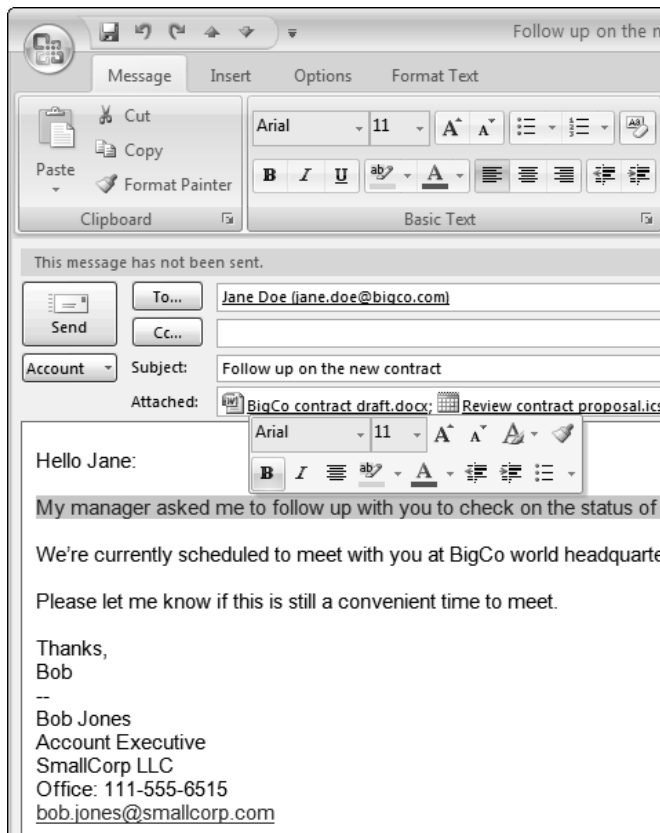 Follow up on the n
Message Insert Options Format Text
Cut
Arial 11 A A
Copy
Paste
Format Painter
B I U ab A
Clipboard Basic Text
This message has not been sent.
To... Jane Doe (jane.doe@bigco.com)
Send
Cc...
Account Subject: Follow up on the new contract
Attached: BigCo contract draft.docx; Review contract proposal.ics
Arial 11 A A A
B I ab A
Hello Jane:
My manager asked me to follow up with you to check on the status of
We're currently scheduled to meet with you at BigCo world headquarte
Please let me know if this is still a convenient time to meet.
Thanks,
Bob
--
Bob Jones
Account Executive
SmallCorp LLC
Office: 111-555-6515
bob.jones@smallcorp.com